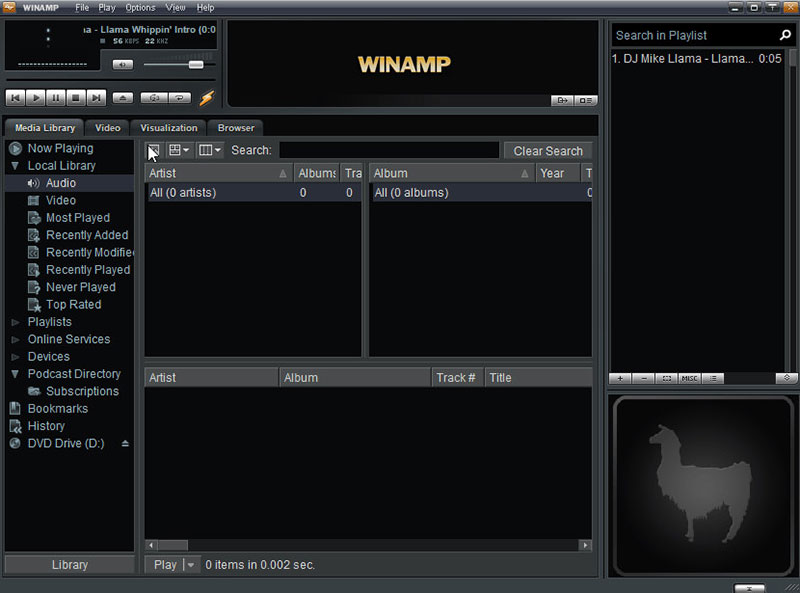 WINAMP File Play Options View Help
a - Llama Whippin' Intro (0:0
56 KBPS 22 KHZ
WINAMP
Media Library Video Visualization Browser
Now Playing
Local Library
Audio
Video
Most Played
Recently Added
Recently Modifie
Recently Played
Never Played
Top Rated
Playlists
Online Services
Devices
Podcast Directory
Subscriptions
Bookmarks
History
DVD Drive (D:)
Library
Search: Clear Search
Artist Albums Tra
All (0 artists) 0 0
Album Year T
All (0 albums) 0
Artist Album Track # Title
Play 0 items in 0.002 sec.
Search in Playlist
1. DJ Mike Llama - Llama... 0:05
+ - MISC